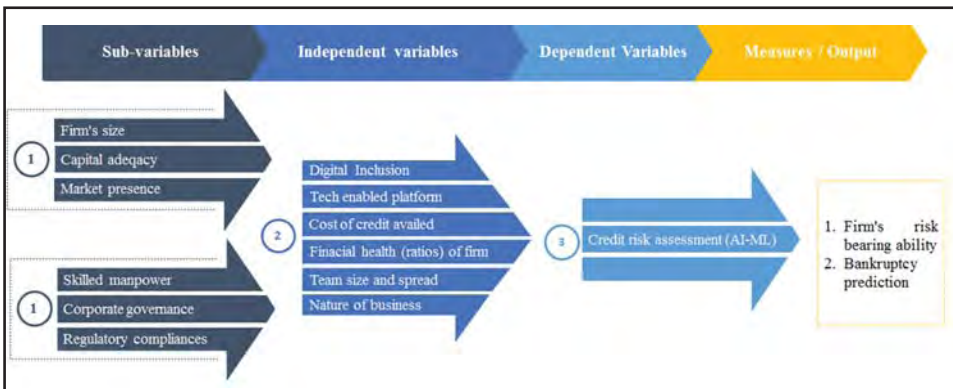 Sub-variables
Independent variables
Dependent Variables
Measures / Output
1
Firm's size
Capital adeqacy
Market presence
1
Skilled manpower
Corporate governance
Regulatory compliances
2
Digital Inclusion
Tech enabled platform
Cost of credit availed
Finacial health (ratios) of firm
Team size and spread
Nature of business
3
Credit risk assessment (AI-ML)
1. Firm's risk
bearing ability
2. Bankruptcy
prediction